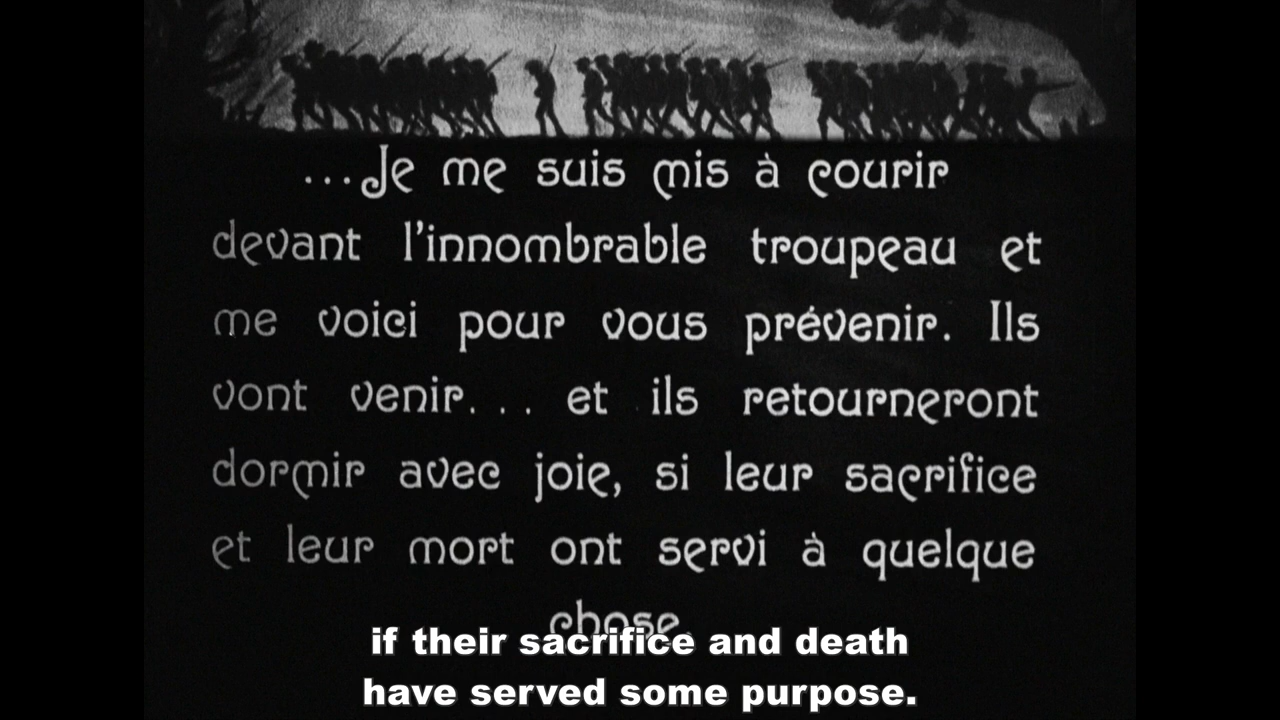 ...Je me suis mis à courir
devant l'innombrable troupeau et
me voici pour vous prévenir. Ils
vont venir... et ils retourneront
dormir avec joie, si leur sacrifice
et leur mort ont servi à quelque
chose.
if their sacrifice and death
have served some purpose.